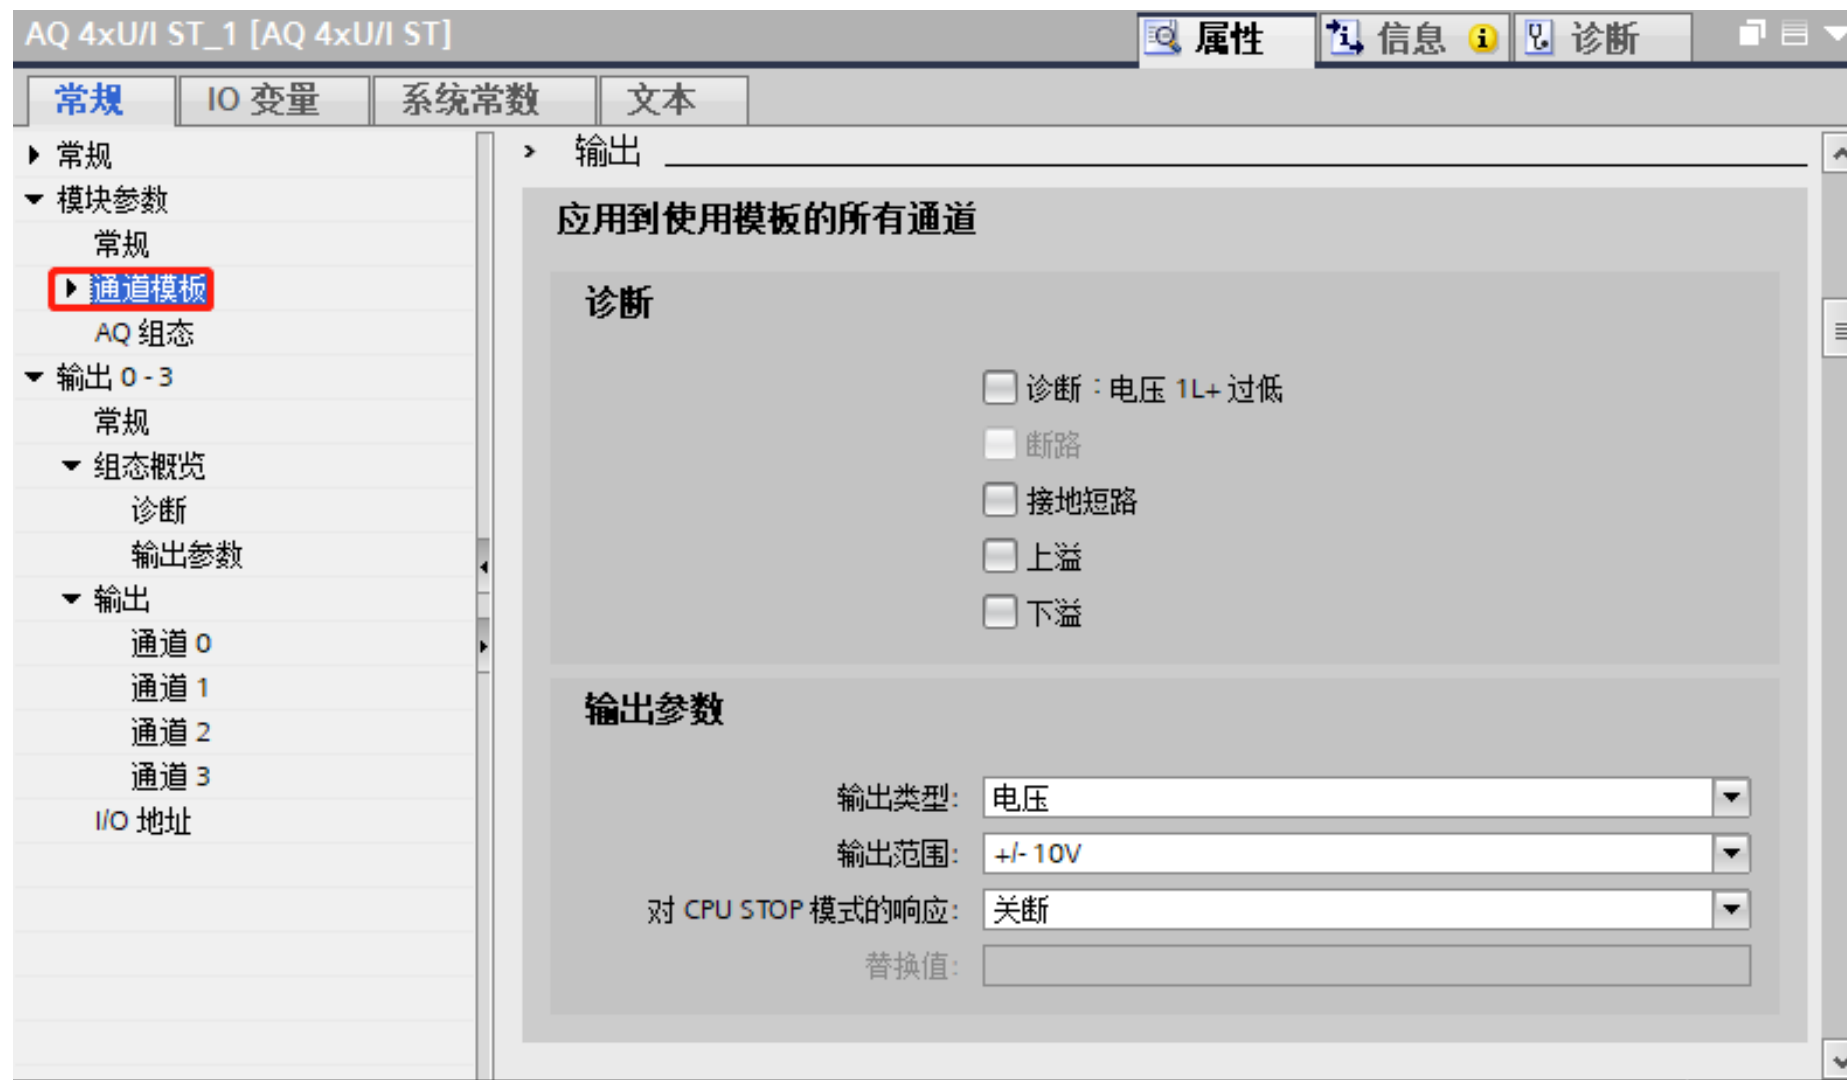 AQ 4xU/I ST_1 [AQ 4xU/I ST]
属性
信息
诊断
常规
IO 变量
系统常数
文本
常规
模块参数
常规
通道模板
AQ 组态
输出 0 - 3
常规
组态概览
诊断
输出参数
输出
通道 0
通道 1
通道 2
通道 3
I/O 地址
输出
应用到使用模板的所有通道
诊断
诊断：电压 1L+ 过低
断路
接地短路
上溢
下溢
输出参数
输出类型: 电压
输出范围: +/- 10V
对 CPU STOP 模式的响应: 关断
替换值: